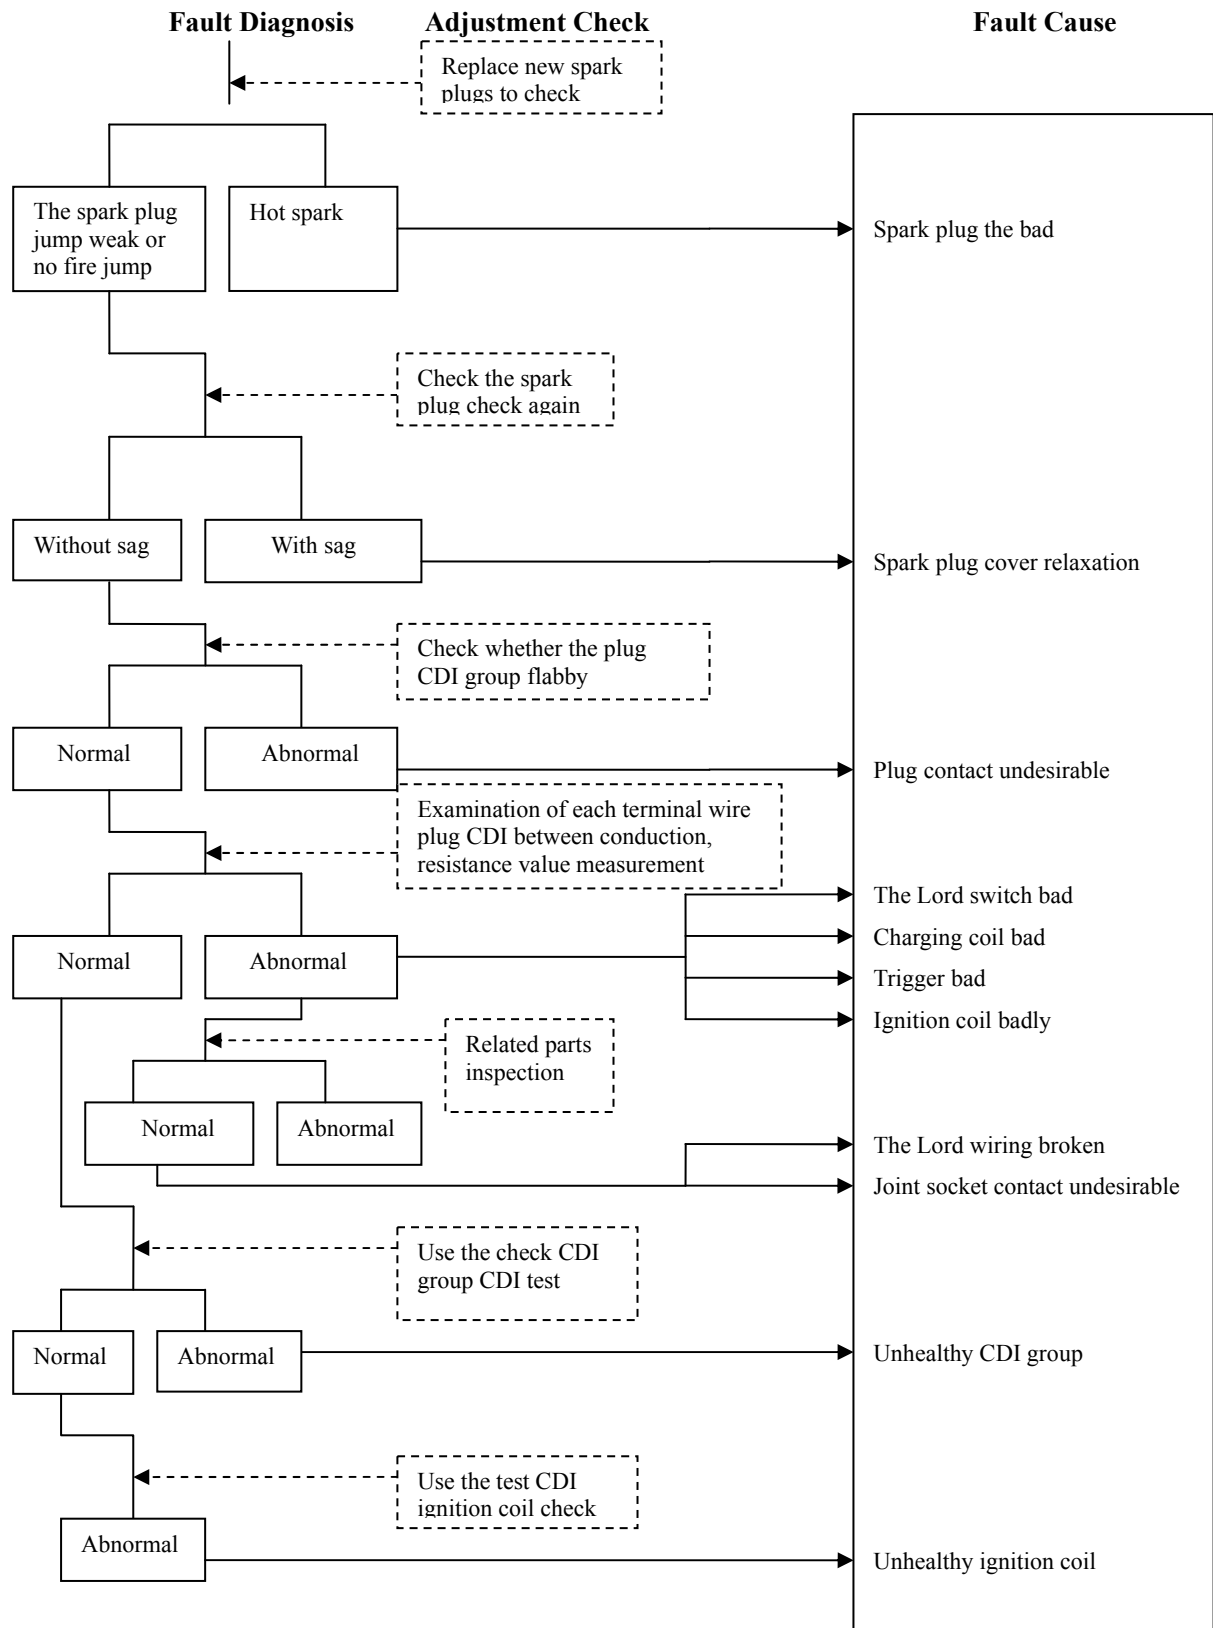 Fault Diagnosis
Adjustment Check
Fault Cause
Replace new spark
plugs to check
The spark plug
jump weak or
no fire jump
Hot spark
Spark plug the bad
Check the spark
plug check again
Without sag
With sag
Spark plug cover relaxation
Check whether the plug
CDI group flabby
Normal
Abnormal
Plug contact undesirable
Examination of each terminal wire
plug CDI between conduction,
resistance value measurement
The Lord switch bad
Charging coil bad
Trigger bad
Ignition coil badly
Normal
Abnormal
Related parts
inspection
Normal
Abnormal
The Lord wiring broken
Joint socket contact undesirable
Use the check CDI
group CDI test
Normal
Abnormal
Unhealthy CDI group
Use the test CDI
ignition coil check
Abnormal
Unhealthy ignition coil